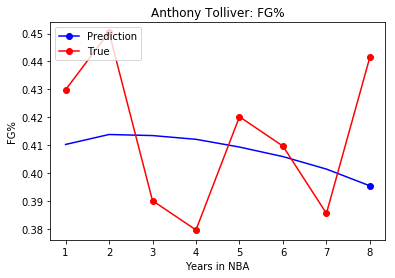 Anthony Tolliver: FG%
Prediction
True
0.45
0.44
0.43
0.42
0.41
0.40
0.39
0.38
FG%
1 2 3 4 5 6 7 8
Years in NBA